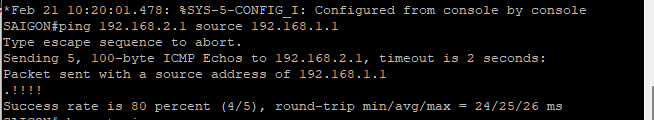 *Feb 21 10:20:01.478: %SYS-5-CONFIG_I: Configured from console by console
SAIGON#ping 192.168.2.1 source 192.168.1.1
Type escape sequence to abort.
Sending 5, 100-byte ICMP Echos to 192.168.2.1, timeout is 2 seconds:
Packet sent with a source address of 192.168.1.1
.!!!!
Success rate is 80 percent (4/5), round-trip min/avg/max = 24/25/26 ms